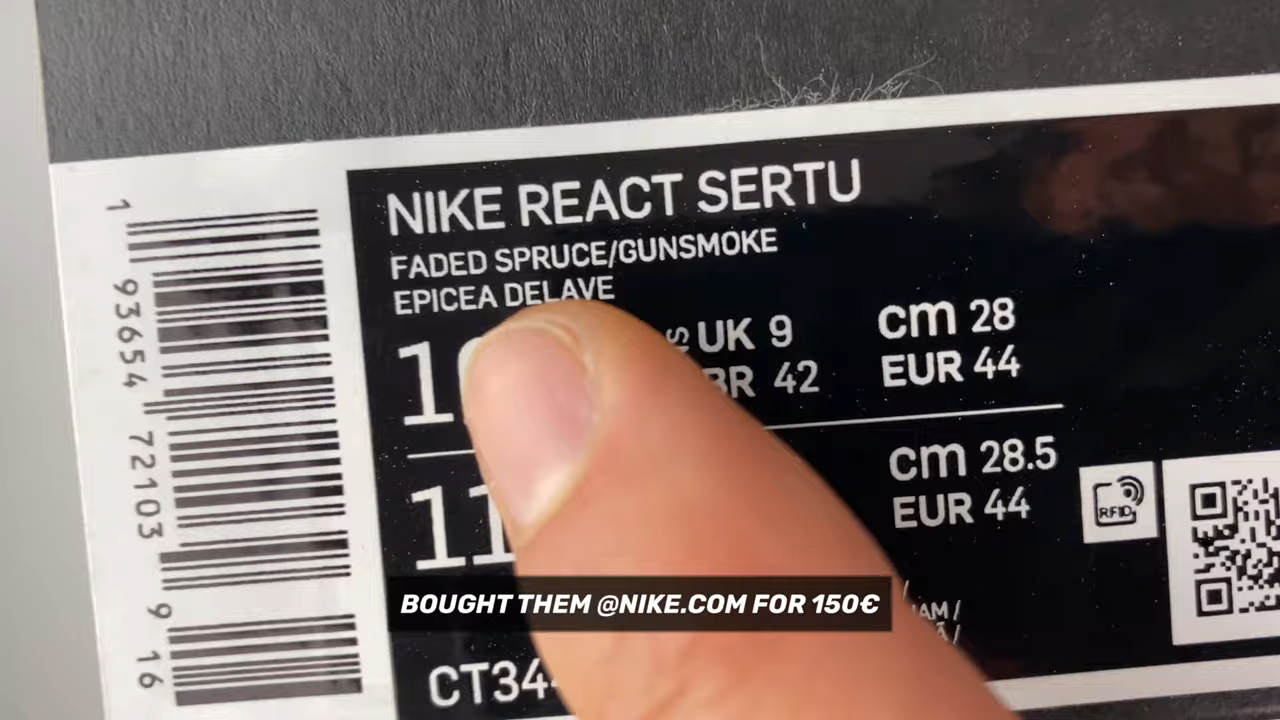 NIKE REACT SERTU
FADED SPRUCE/GUNSMOKE
EPICEA DELAVE
UK 9
BR 42
cm 28
EUR 44
11
cm 28.5
EUR 44
RFID
BOUGHT THEM @NIKE.COM FOR 150€
1 93654 72103 9 16